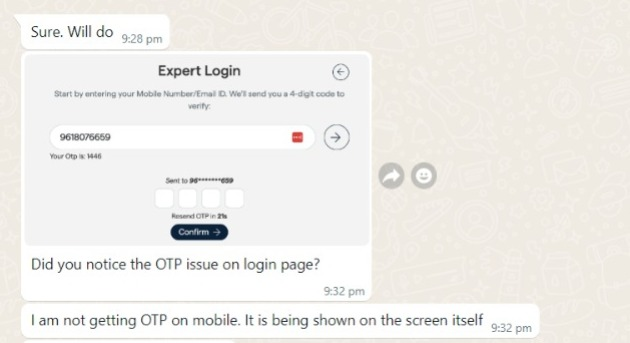 Sure. Will do 9:28 pm
Expert Login
Start by entering your Mobile Number/Email ID. We'll send you a 4-digit code to
verify:
9618076659
Your Otp is: 1446
Sent to 96*******659
Resend OTP in 21s
Confirm →
Did you notice the OTP issue on login page?
9:32 pm
I am not getting OTP on mobile. It is being shown on the screen itself 9:32 pm